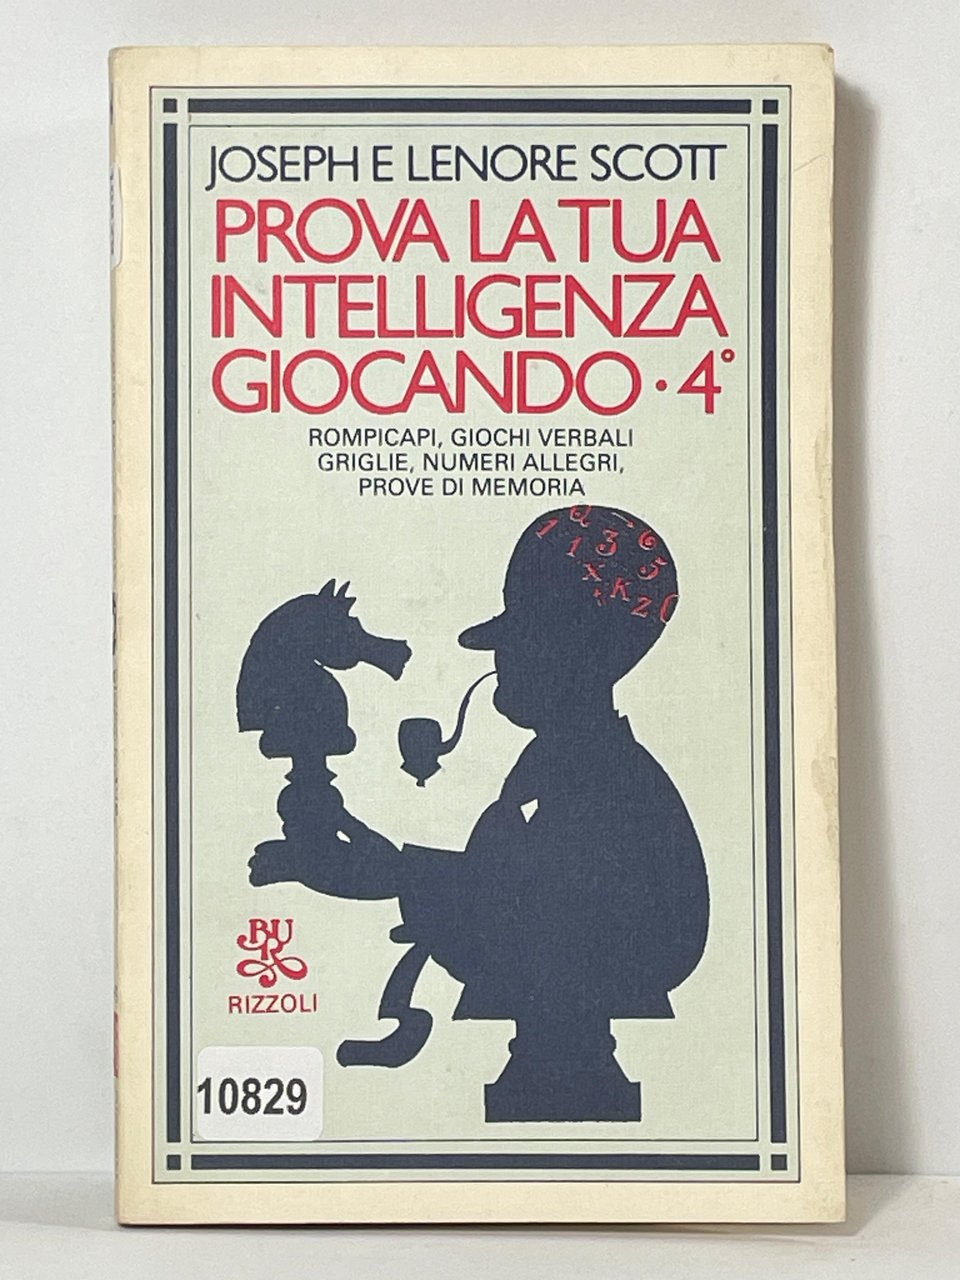 JOSEPH E LENORE SCOTT
PROVA LA TUA
INTELLIGENZA
GIOCANDO · 4°
ROMPICAPI, GIOCHI VERBALI
GRIGLIE, NUMERI ALLEGRI,
PROVE DI MEMORIA
BUR
RIZZOLI
10829